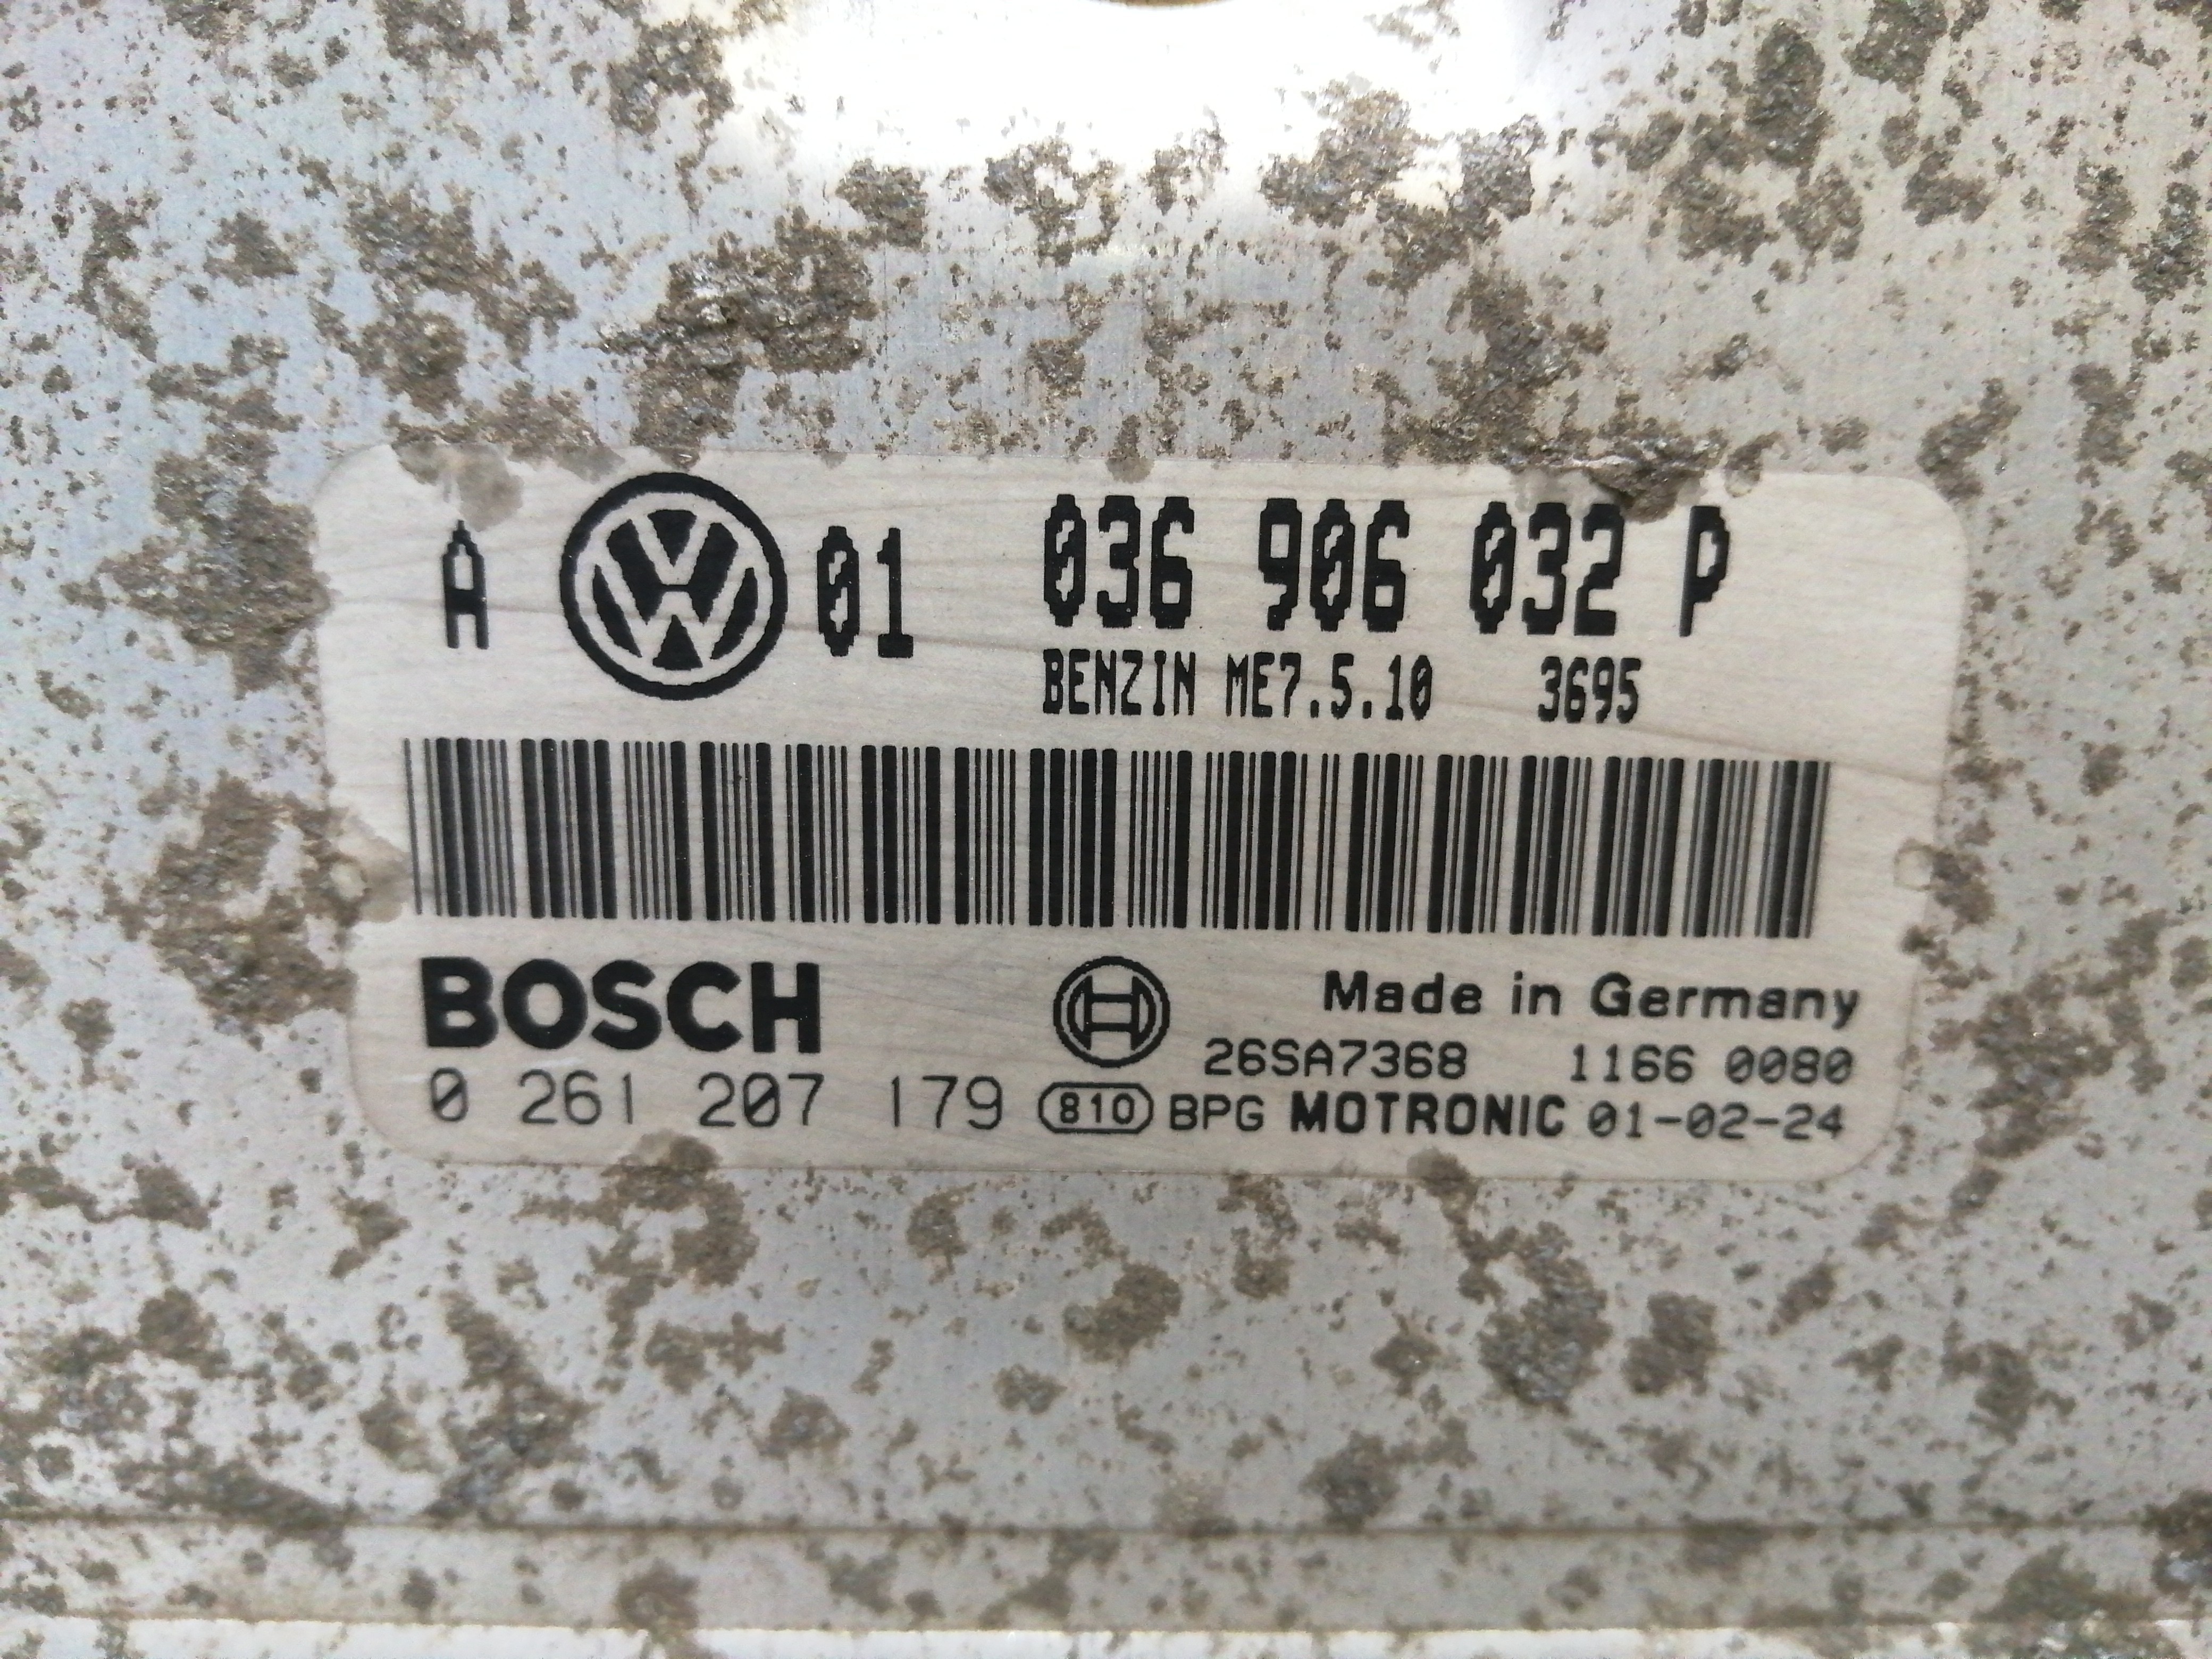 A VW 01 036 906 032 P
BENZIN ME7.5.10 3695
BOSCH Made in Germany
26SA7368 1166 0080
0 261 207 179 810 BPG MOTRONIC 01-02-24